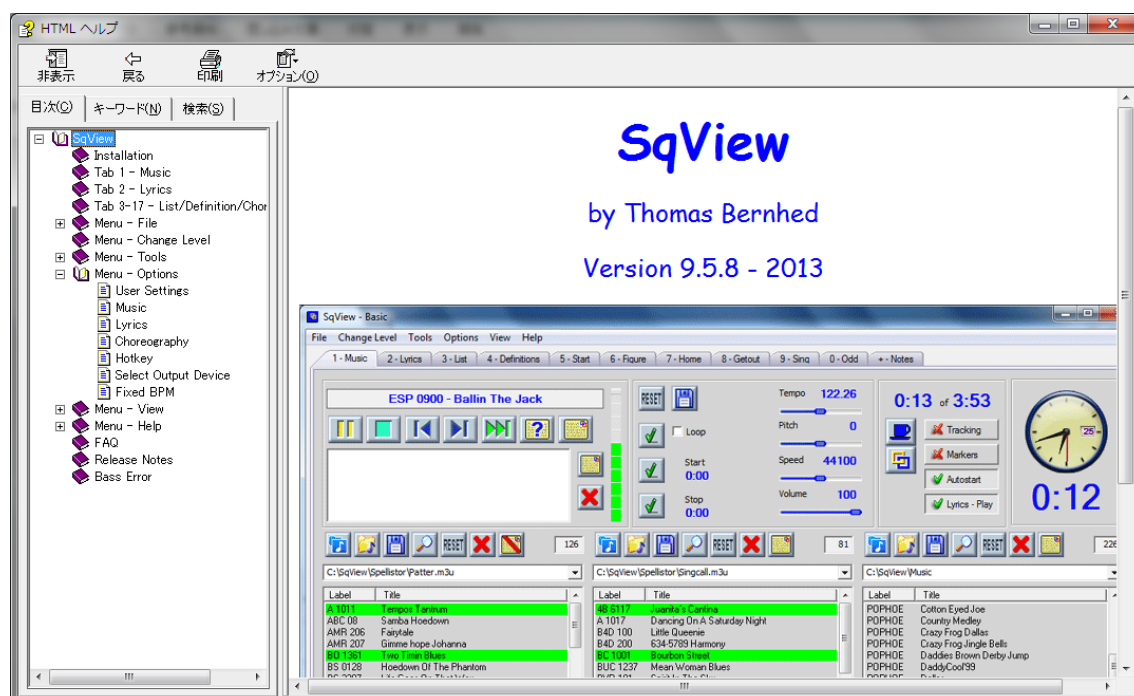 HTML ヘルプ
非表示
戻る
印刷
オプション(O)
目次(C)
キーワード(N)
検索(S)
SqView
Installation
Tab 1 - Music
Tab 2 - Lyrics
Tab 3-17 - List/Definition/Chor
Menu - File
Menu - Change Level
Menu - Tools
Menu - Options
User Settings
Music
Lyrics
Choreography
Hotkey
Select Output Device
Fixed BPM
Menu - View
Menu - Help
FAQ
Release Notes
Bass Error
SqView
by Thomas Bernhed
Version 9.5.8 - 2013
SqView - Basic
File Change Level Tools Options View Help
1 - Music 2 - Lyrics 3 - List 4 - Definitions 5 - Start 6 - Figure 7 - Home 8 - Getout 9 - Sing 0 - Odd + - Notes
ESP 0900 - Ballin The Jack
RESET
Loop
Start
0:00
Stop
0:00
Tempo 122.26
Pitch 0
Speed 44100
Volume 100
0:13 of 3:53
Tracking
Markers
Autostart
Lyrics - Play
25
0:12
RESET 126
RESET 81
RESET 226
C:\SqView\Spellistor\Patter.m3u
Label Title
A 1011 Tempos Tantrum
ABC 08 Samba Hoedown
AMR 206 Fairytale
AMR 207 Gimme hope Johanna
BO 1361 Two Timin Blues
BS 0128 Hoedown Of The Phantom
C:\SqView\Spellistor\Singcall.m3u
Label Title
4B 6117 Juanita's Cantina
A 1017 Dancing On A Saturday Night
B4D 100 Little Queenie
B4D 200 634-5789 Harmony
BC 1001 Bourbon Street
BUC 1237 Mean Woman Blues
C:\SqView\Music
Label Title
POPHOE Cotton Eyed Joe
POPHOE Country Medley
POPHOE Crazy Frog Dallas
POPHOE Crazy Frog Jingle Bells
POPHOE Daddies Brown Derby Jump
POPHOE DaddyCool'99